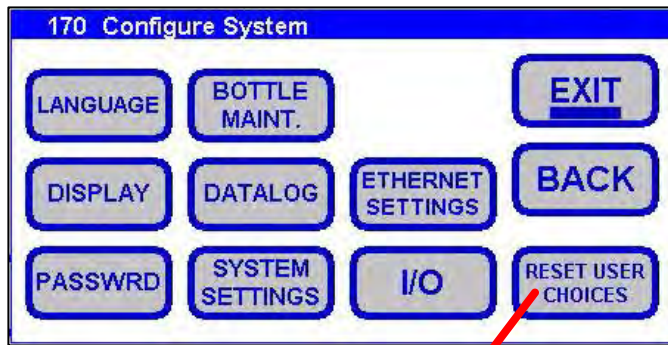 170 Configure System
LANGUAGE
BOTTLE
MAINT.
EXIT
DISPLAY
DATALOG
ETHERNET
SETTINGS
BACK
PASSWRD
SYSTEM
SETTINGS
I/O
RESET USER
CHOICES